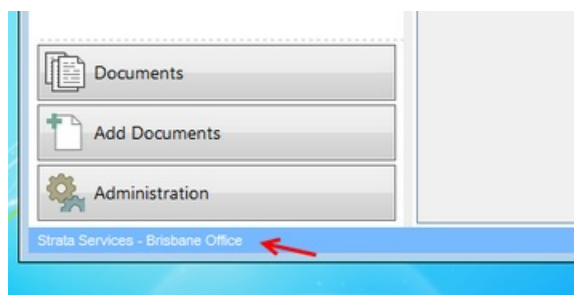 Documents
Add Documents
Administration
Strata Services - Brisbane Office